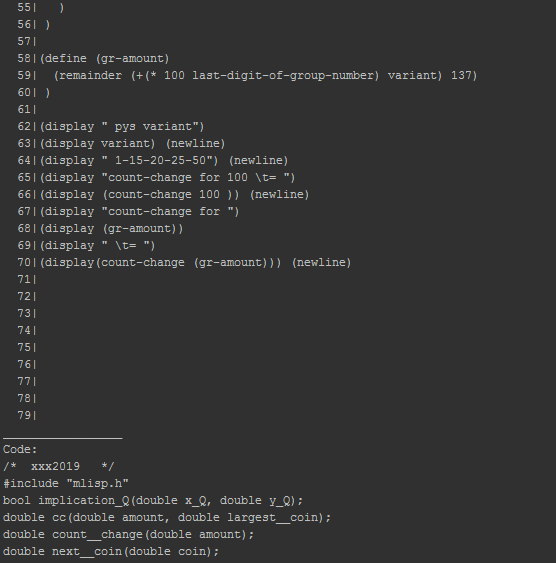 55|   )
56| )
57|
58|(define (gr-amount)
59|  (remainder (+(* 100 last-digit-of-group-number) variant) 137)
60| )
61|
62|(display " pys variant")
63|(display variant) (newline)
64|(display " 1-15-20-25-50") (newline)
65|(display "count-change for 100 \t= ")
66|(display (count-change 100 )) (newline)
67|(display "count-change for ")
68|(display (gr-amount))
69|(display " \t= ")
70|(display(count-change (gr-amount))) (newline)
71|
72|
73|
74|
75|
76|
77|
78|
79|
_________________
Code:
/*  xxx2019   */
#include "mlisp.h"
bool implication_Q(double x_Q, double y_Q);
double cc(double amount, double largest__coin);
double count__change(double amount);
double next__coin(double coin);